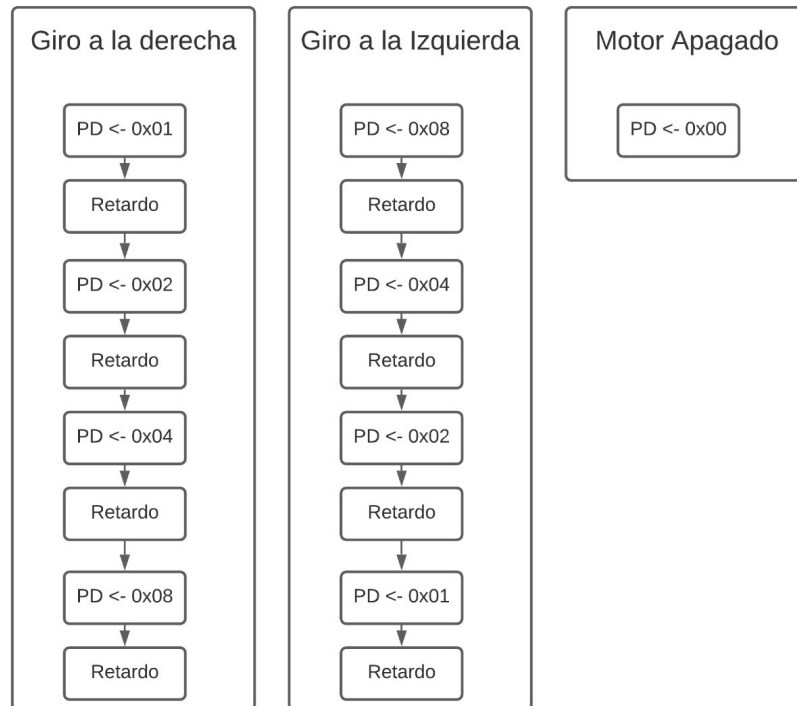 Giro a la derecha
PD <- 0x01
Retardo
PD <- 0x02
Retardo
PD <- 0x04
Retardo
PD <- 0x08
Retardo
Giro a la Izquierda
PD <- 0x08
Retardo
PD <- 0x04
Retardo
PD <- 0x02
Retardo
PD <- 0x01
Retardo
Motor Apagado
PD <- 0x00